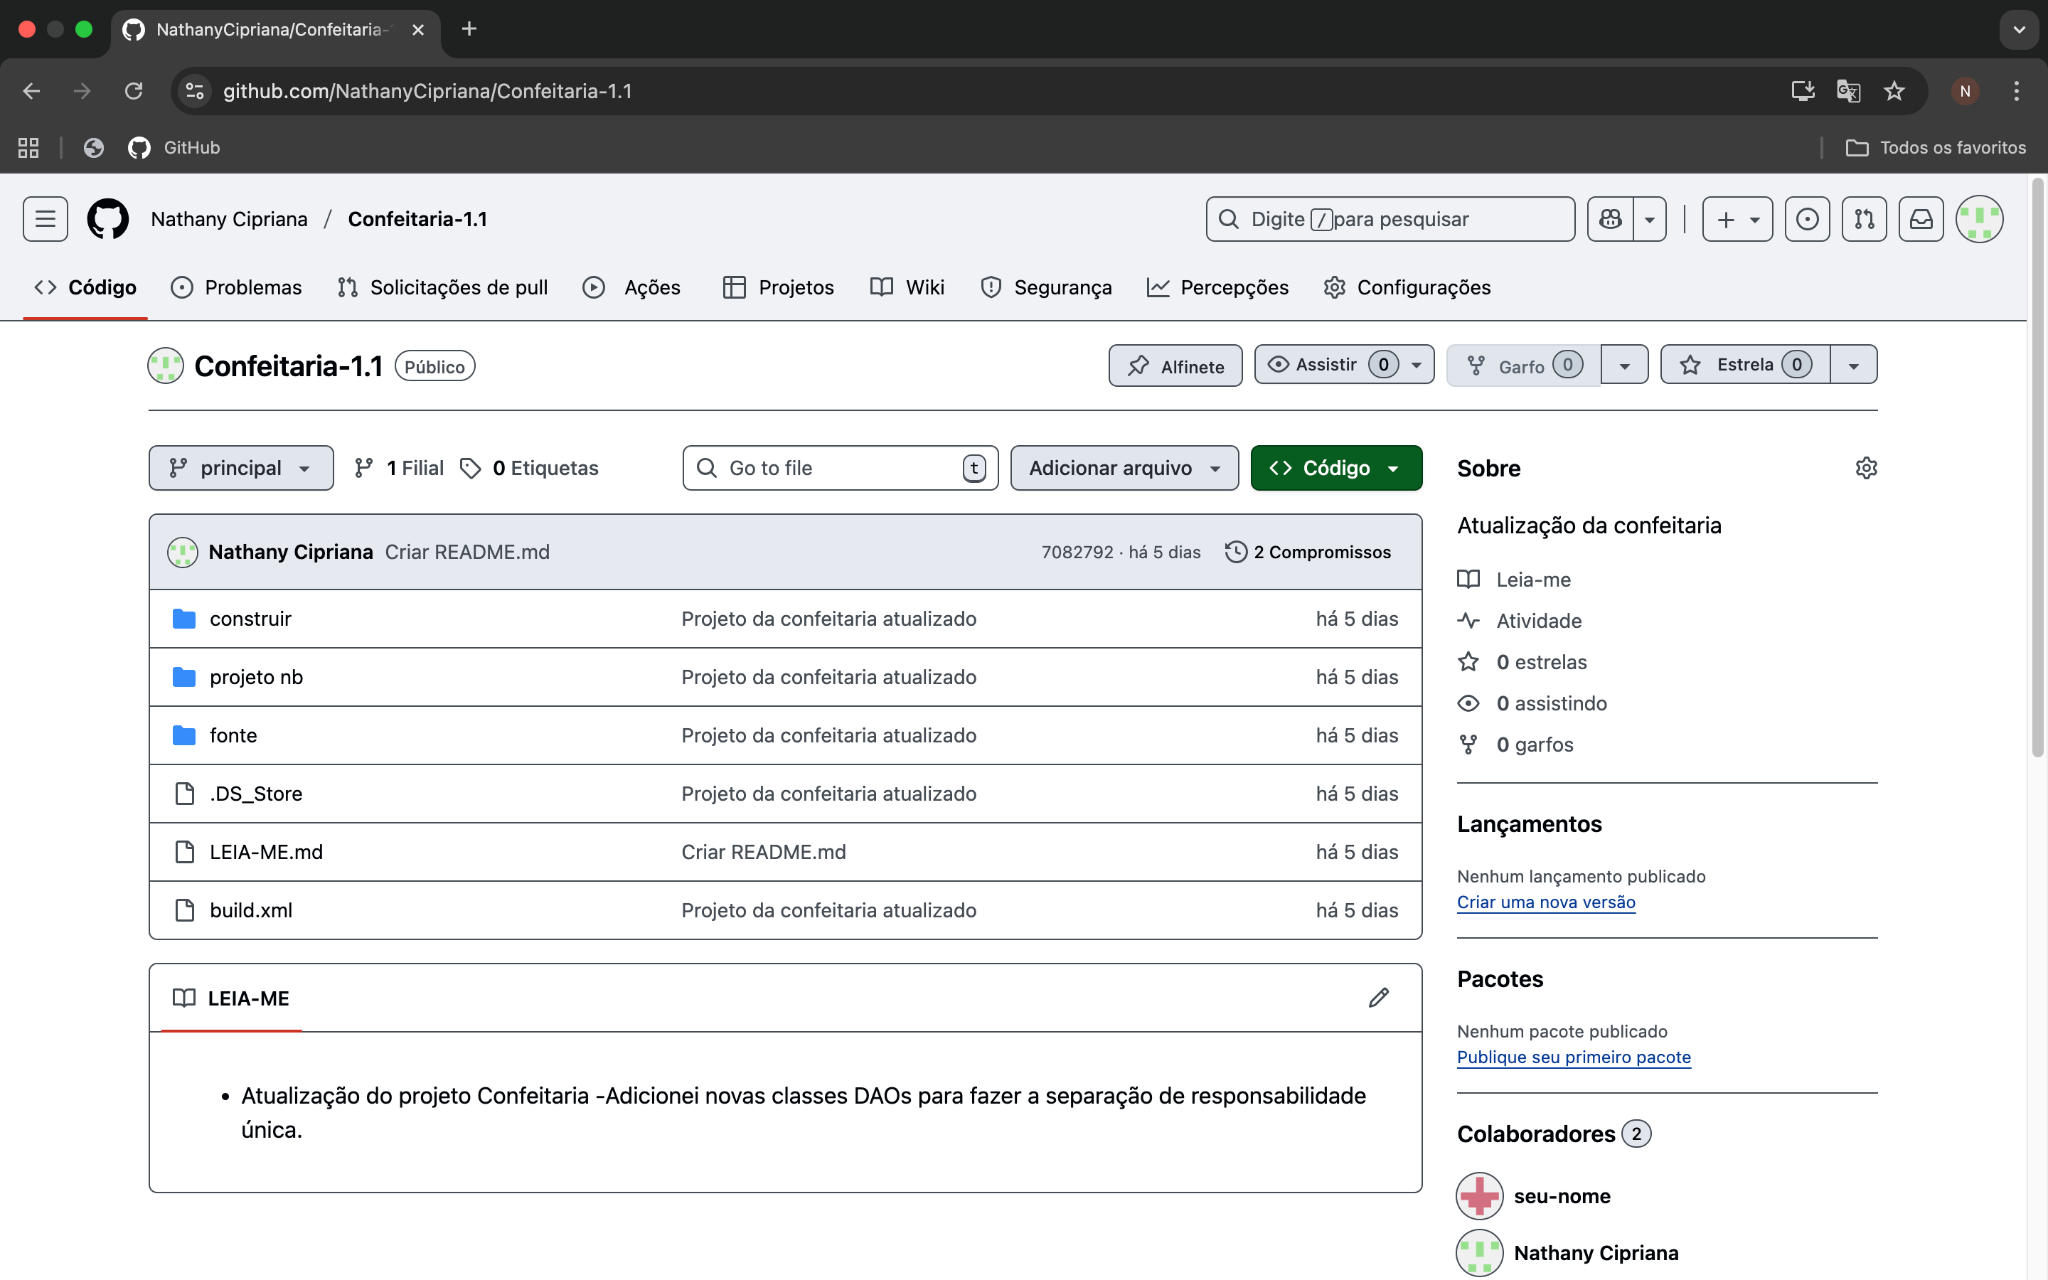 NathanyCipriana/Confeitaria-
github.com/NathanyCipriana/Confeitaria-1.1
N
GitHub
Todos os favoritos
Nathany Cipriana / Confeitaria-1.1
Digite / para pesquisar
Código
Problemas
Solicitações de pull
Ações
Projetos
Wiki
Segurança
Percepções
Configurações
Confeitaria-1.1 Público
Alfinete
Assistir 0
Garfo 0
Estrela 0
principal
1 Filial
0 Etiquetas
Go to file t
Adicionar arquivo
Código
Nathany Cipriana Criar README.md 7082792 · há 5 dias 2 Compromissos
construir Projeto da confeitaria atualizado há 5 dias
projeto nb Projeto da confeitaria atualizado há 5 dias
fonte Projeto da confeitaria atualizado há 5 dias
.DS_Store Projeto da confeitaria atualizado há 5 dias
LEIA-ME.md Criar README.md há 5 dias
build.xml Projeto da confeitaria atualizado há 5 dias
LEIA-ME
• Atualização do projeto Confeitaria -Adicionei novas classes DAOs para fazer a separação de responsabilidade
única.
Sobre
Atualização da confeitaria
Leia-me
Atividade
0 estrelas
0 assistindo
0 garfos
Lançamentos
Nenhum lançamento publicado
Criar uma nova versão
Pacotes
Nenhum pacote publicado
Publique seu primeiro pacote
Colaboradores 2
seu-nome
Nathany Cipriana